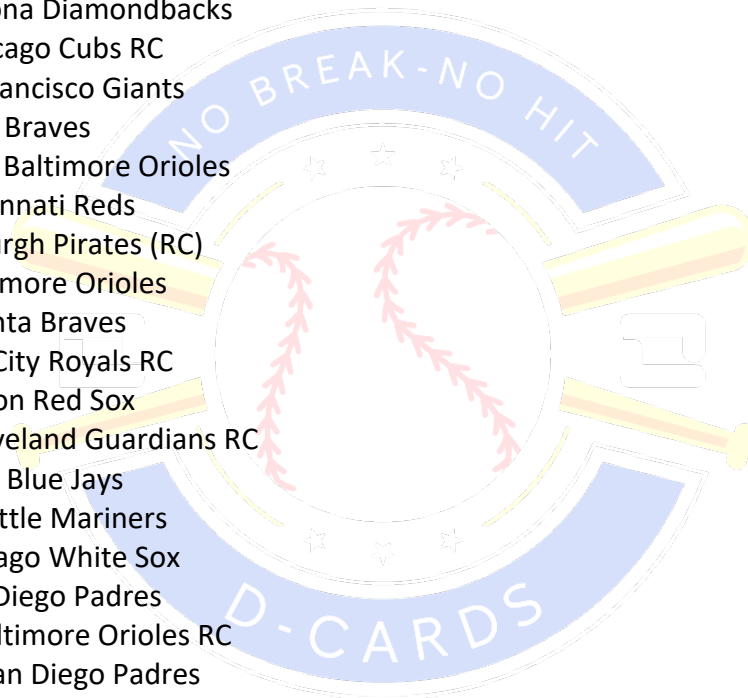 ona Diamondbacks
cago Cubs RC
ancisco Giants
Braves
Baltimore Orioles
nnati Reds
urgh Pirates (RC)
more Orioles
nta Braves
City Royals RC
on Red Sox
veland Guardians RC
Blue Jays
ttle Mariners
ago White Sox
Diego Padres
ltimore Orioles RC
an Diego Padres
NO BREAK-NO HIT
D-CARDS